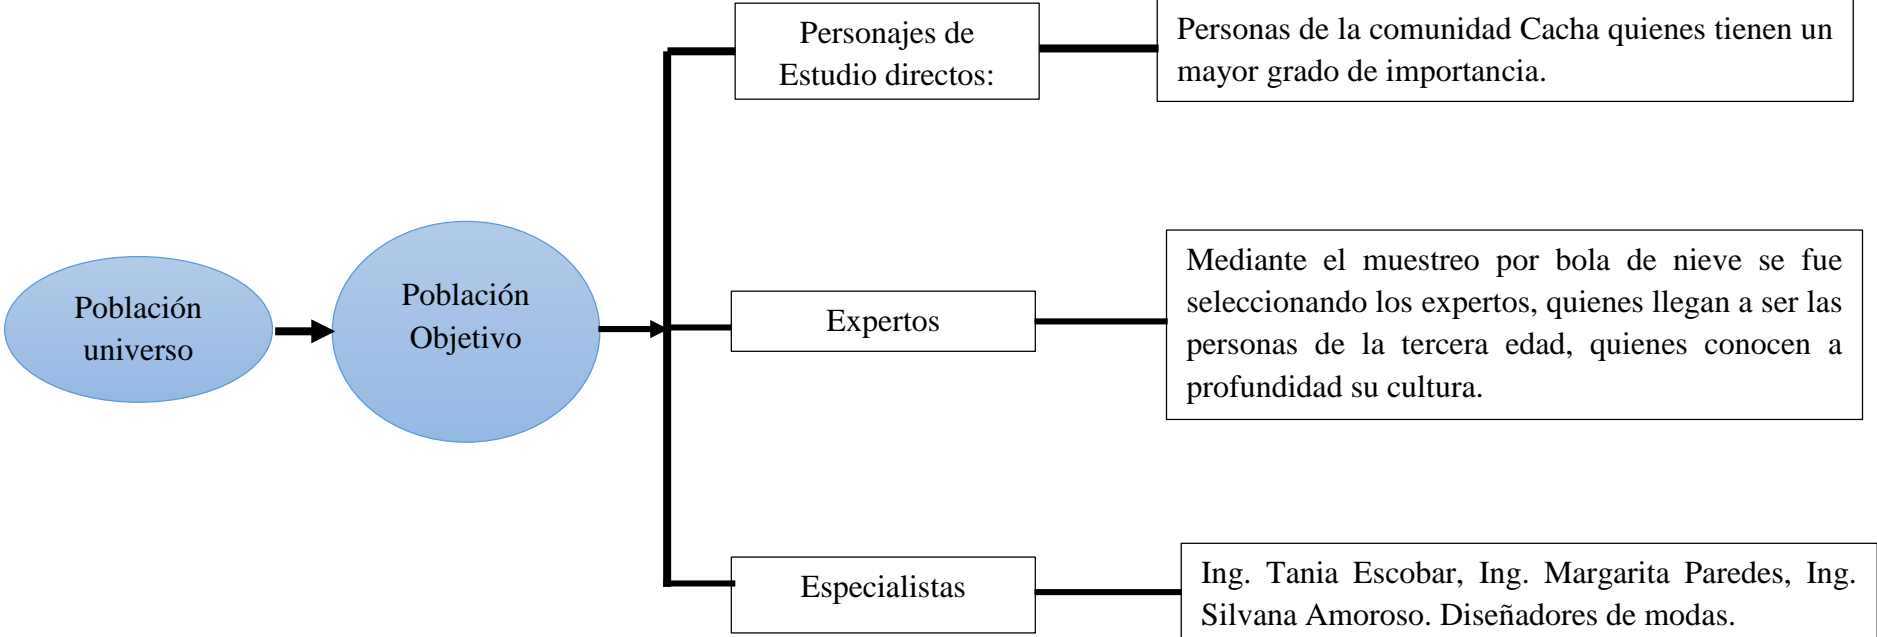 Población
universo
Población
Objetivo
Personajes de
Estudio directos:
Personas de la comunidad Cacha quienes tienen un
mayor grado de importancia.
Expertos
Mediante el muestreo por bola de nieve se fue
seleccionando los expertos, quienes llegan a ser las
personas de la tercera edad, quienes conocen a
profundidad su cultura.
Especialistas
Ing. Tania Escobar, Ing. Margarita Paredes, Ing.
Silvana Amoroso. Diseñadores de modas.